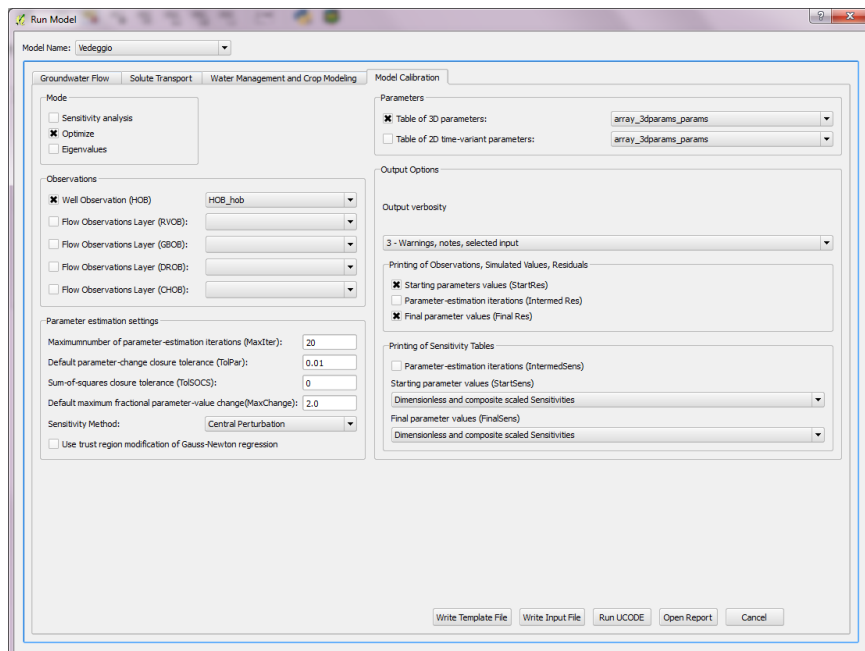 Run Model
Model Name: Vedeggio
Groundwater Flow Solute Transport Water Management and Crop Modeling Model Calibration
Mode
Sensitivity analysis
Optimize
Eigenvalues
Observations
Well Observation (HOB) HOB_hob
Flow Observations Layer (RVOB):
Flow Observations Layer (GBOB):
Flow Observations Layer (DROB):
Flow Observations Layer (CHOB):
Parameter estimation settings
Maximumnumber of parameter-estimation iterations (MaxIter): 20
Default parameter-change closure tolerance (TolPar): 0.01
Sum-of-squares closure tolerance (TolSOCS): 0
Default maximum fractional parameter-value change(MaxChange): 2.0
Sensitivity Method: Central Perturbation
Use trust region modification of Gauss-Newton regression
Parameters
Table of 3D parameters: array_3dparams_params
Table of 2D time-variant parameters: array_3dparams_params
Output Options
Output verbosity
3 - Warnings, notes, selected input
Printing of Observations, Simulated Values, Residuals
Starting parameters values (StartRes)
Parameter-estimation iterations (Intermed Res)
Final parameter values (Final Res)
Printing of Sensitivity Tables
Parameter-estimation iterations (IntermedSens)
Starting parameter values (StartSens)
Dimensionless and composite scaled Sensitivities
Final parameter values (FinalSens)
Dimensionless and composite scaled Sensitivities
Write Template File Write Input File Run UCODE Open Report Cancel